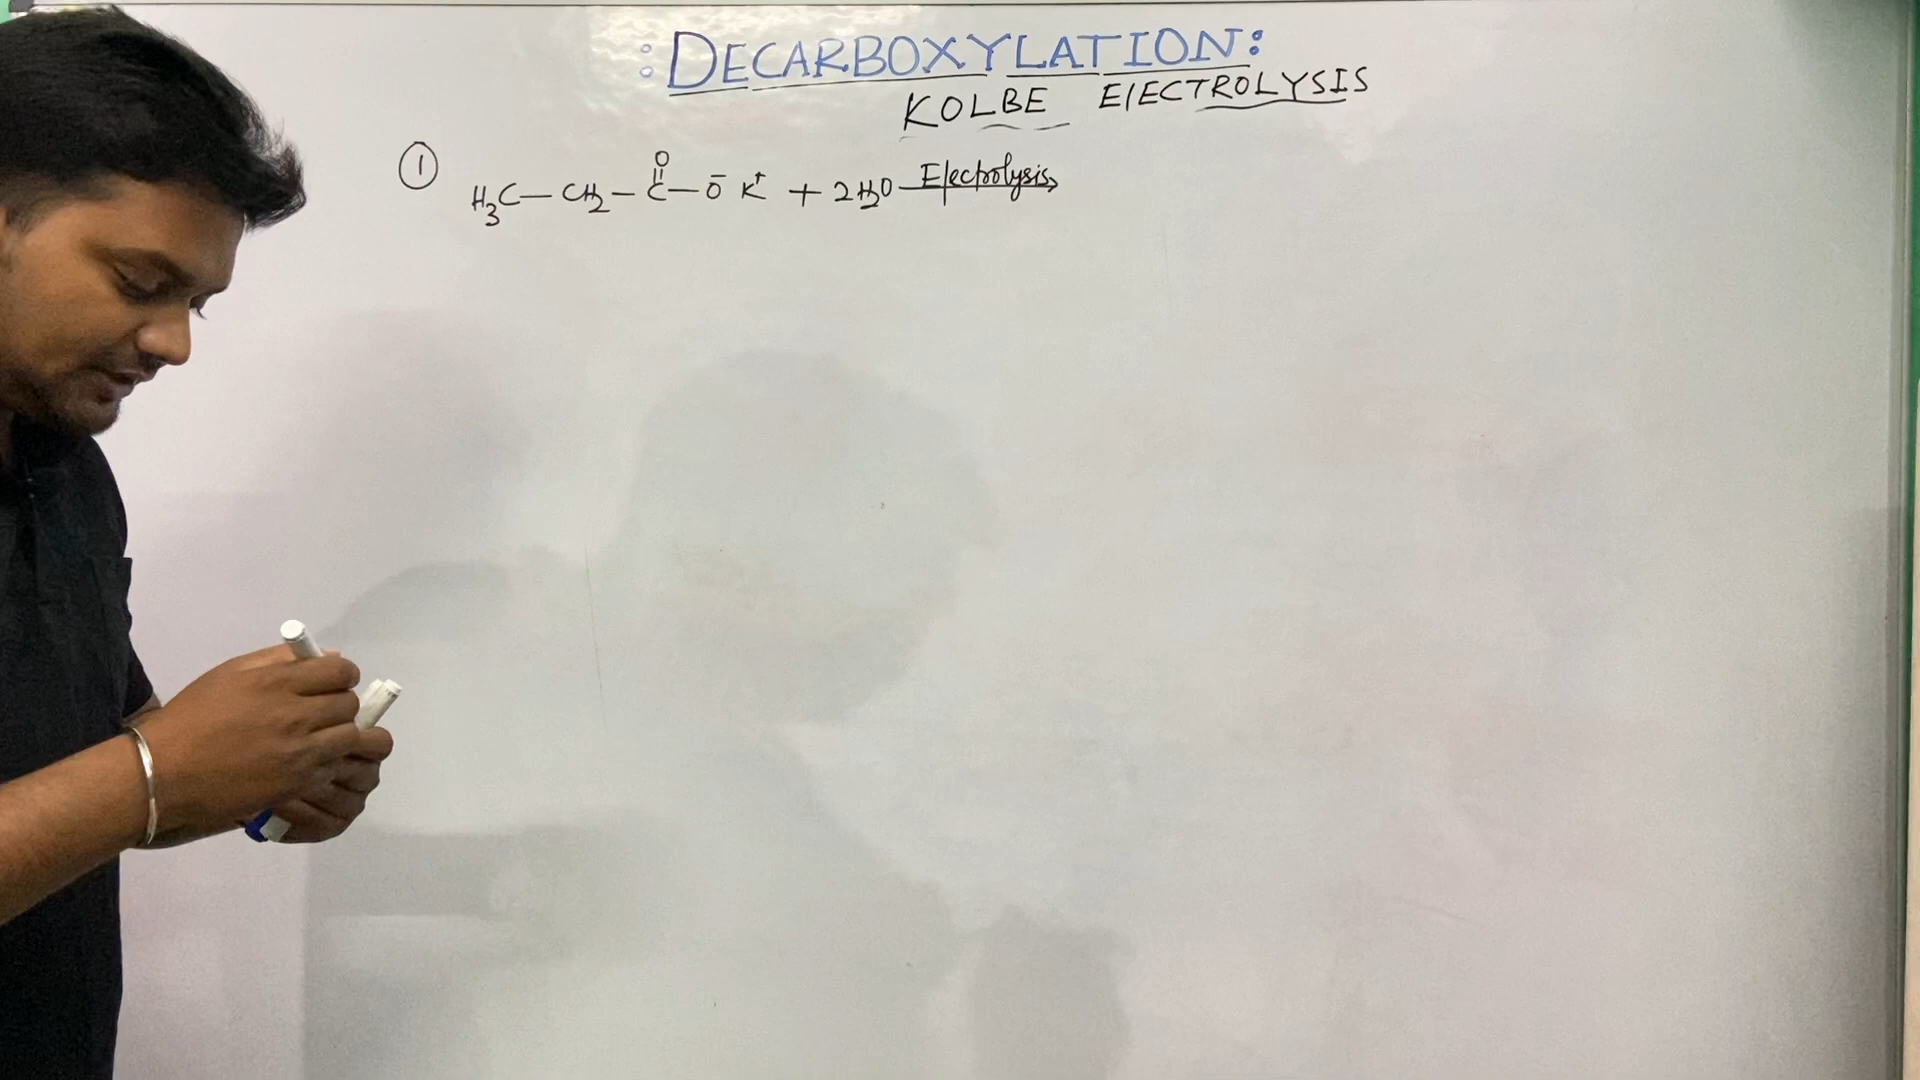 : DECARBOXYLATION:
KOLBE ElECTROLYSIS
① H₃C—CH₂—C(=O)—O⁻ K⁺ + 2H₂O —Electrolysis→